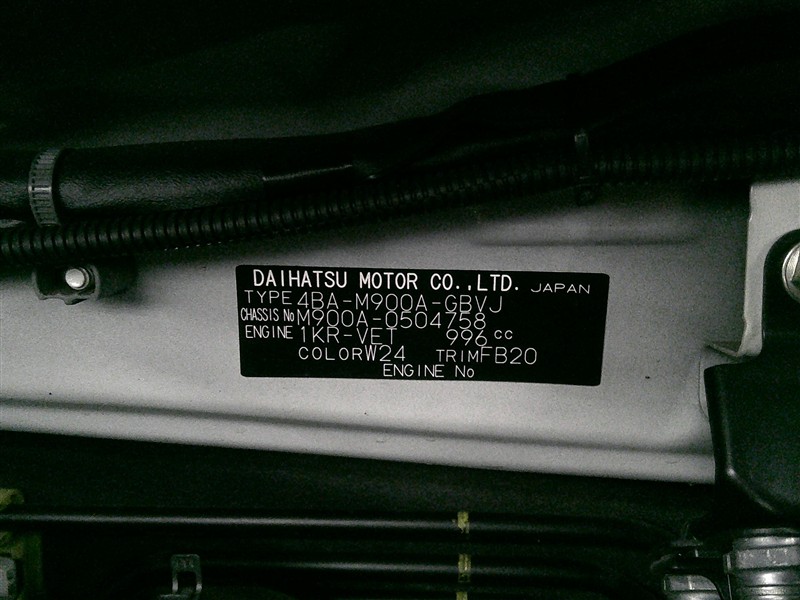 DAIHATSU MOTOR CO.,LTD. JAPAN
TYPE 4BA-M900A-GBVJ
CHASSIS No M900A-0504758
ENGINE 1KR-VET 996 cc
COLOR W24 TRIM FB20
ENGINE No